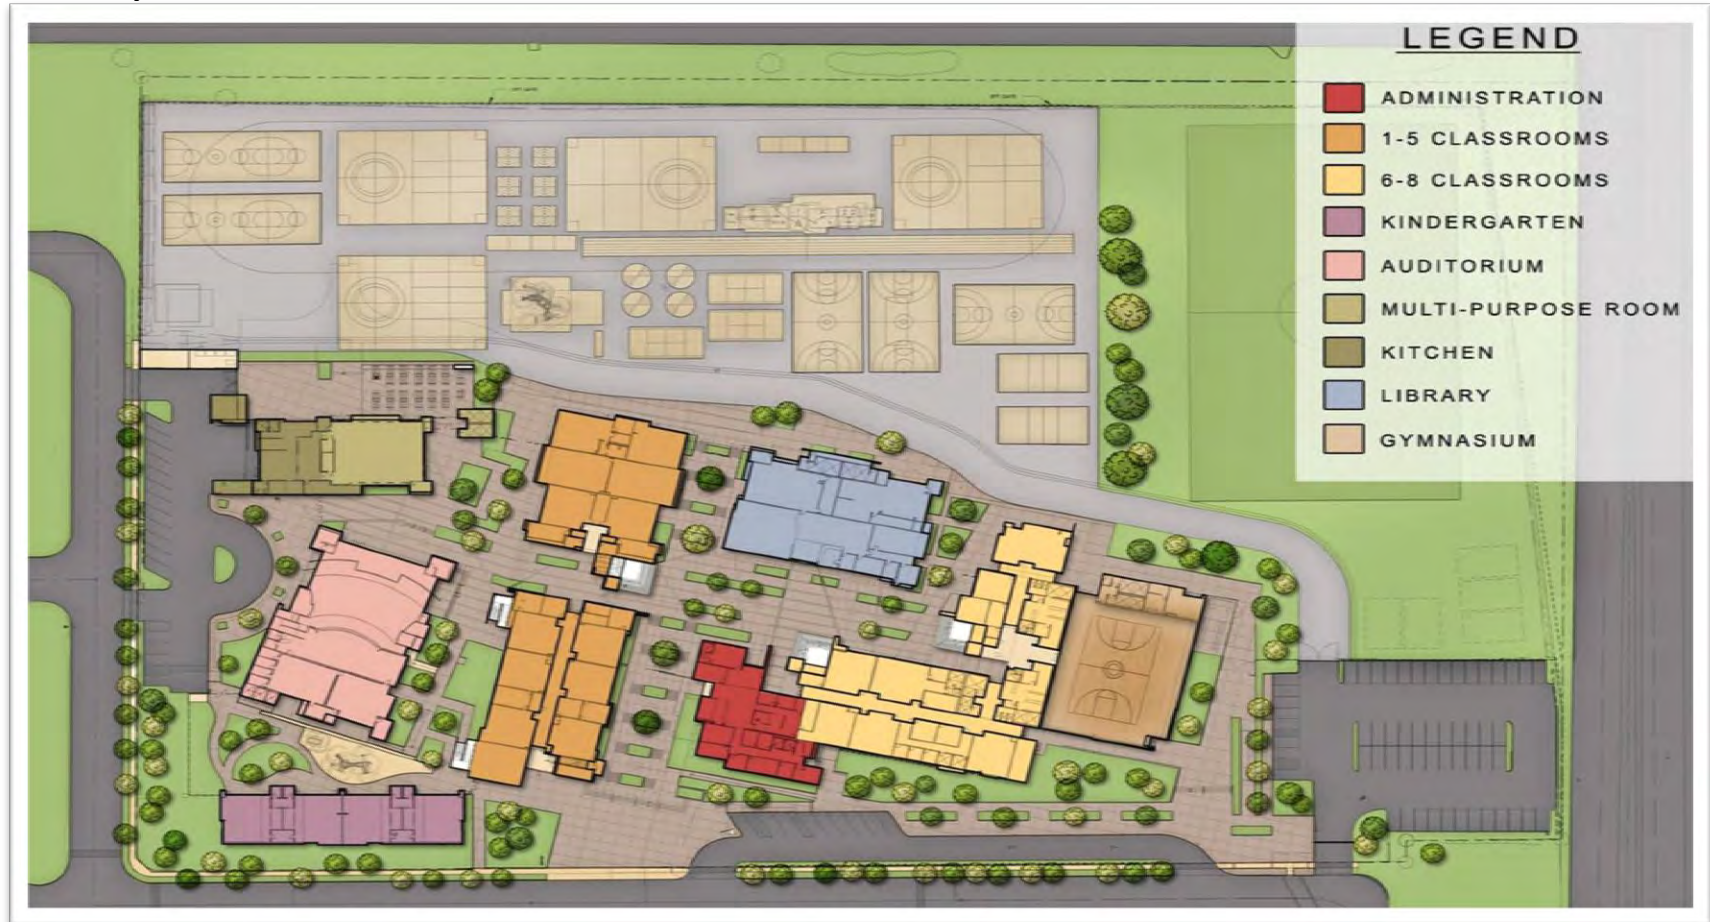 LEGEND
ADMINISTRATION
1-5 CLASSROOMS
6-8 CLASSROOMS
KINDERGARTEN
AUDITORIUM
MULTI-PURPOSE ROOM
KITCHEN
LIBRARY
GYMNASIUM